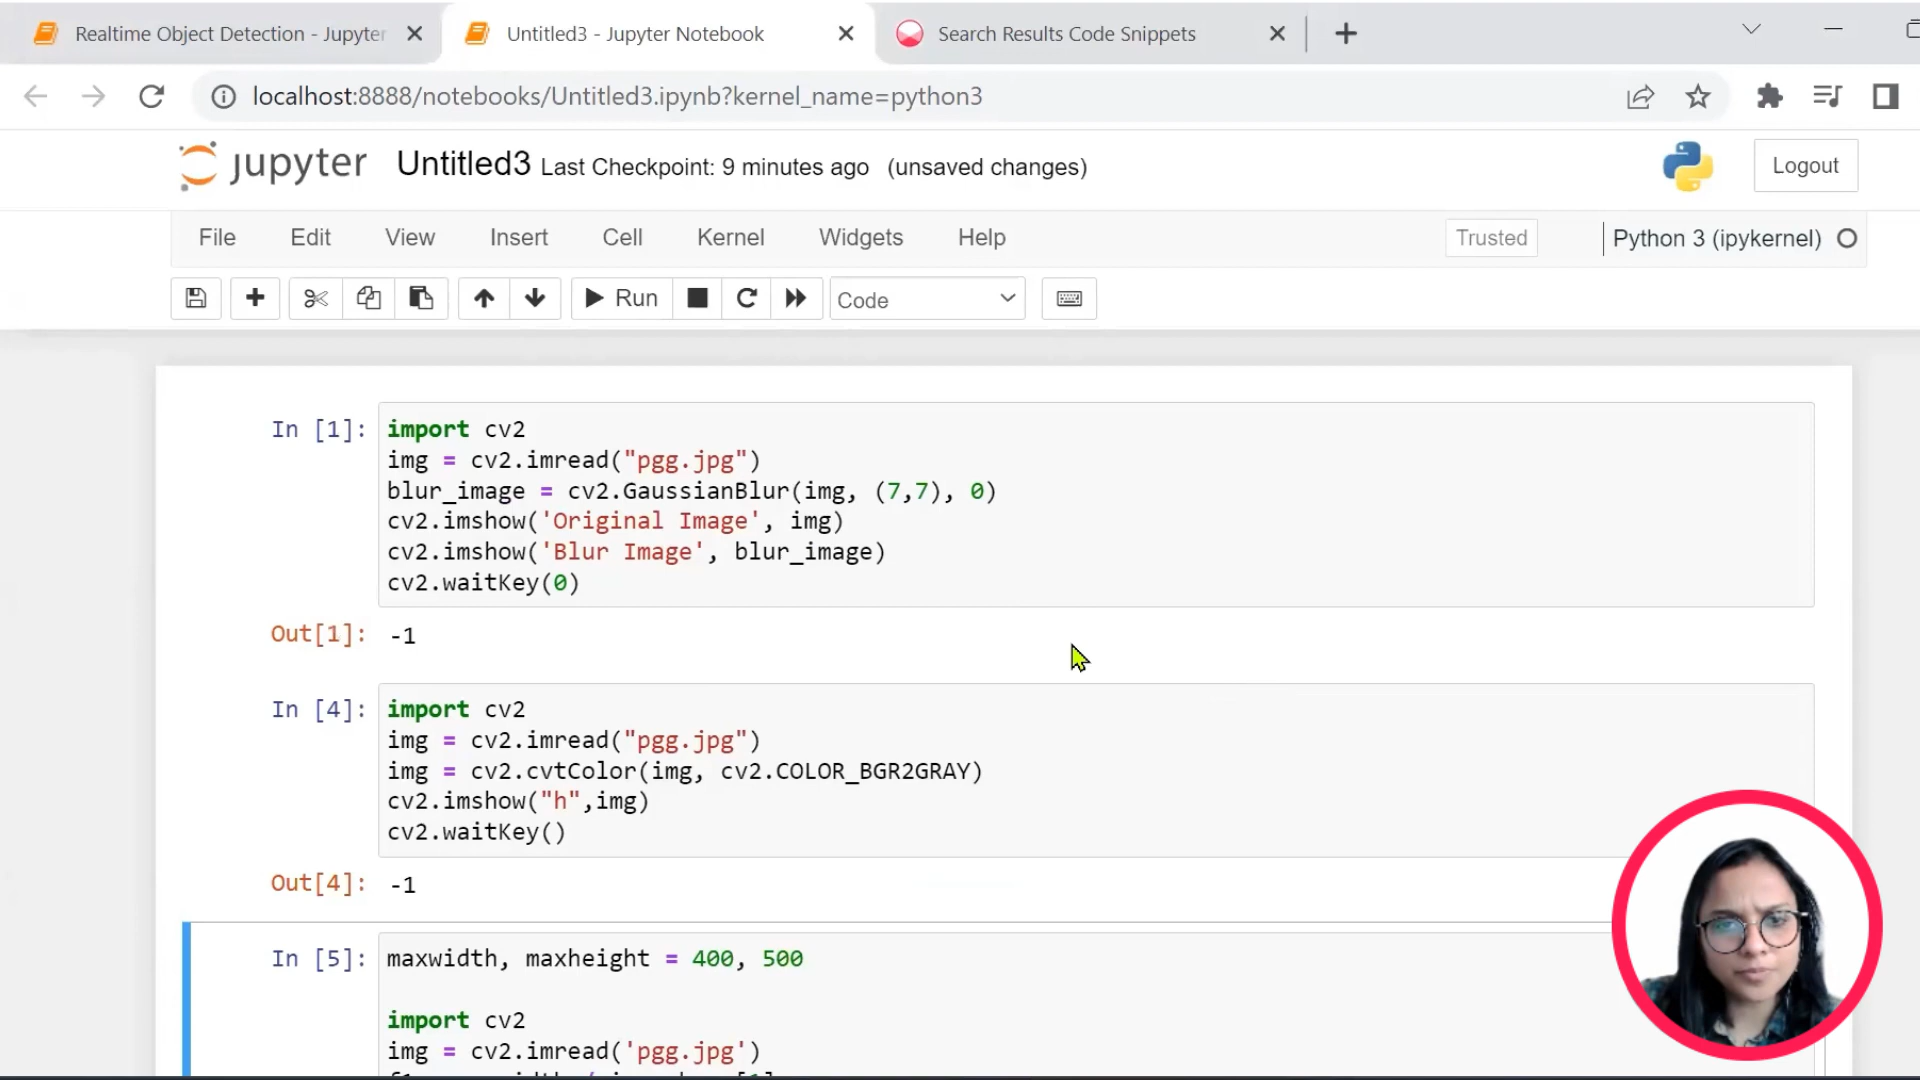 Realtime Object Detection - Jupyter
Untitled3 - Jupyter Notebook
Search Results Code Snippets
localhost:8888/notebooks/Untitled3.ipynb?kernel_name=python3
jupyter Untitled3 Last Checkpoint: 9 minutes ago (unsaved changes)
Logout
File Edit View Insert Cell Kernel Widgets Help
Trusted
Python 3 (ipykernel)
Run
Code
In [1]: import cv2
img = cv2.imread("pgg.jpg")
blur_image = cv2.GaussianBlur(img, (7,7), 0)
cv2.imshow('Original Image', img)
cv2.imshow('Blur Image', blur_image)
cv2.waitKey(0)
Out[1]: -1
In [4]: import cv2
img = cv2.imread("pgg.jpg")
img = cv2.cvtColor(img, cv2.COLOR_BGR2GRAY)
cv2.imshow("h",img)
cv2.waitKey()
Out[4]: -1
In [5]: maxwidth, maxheight = 400, 500
import cv2
img = cv2.imread('pgg.jpg')